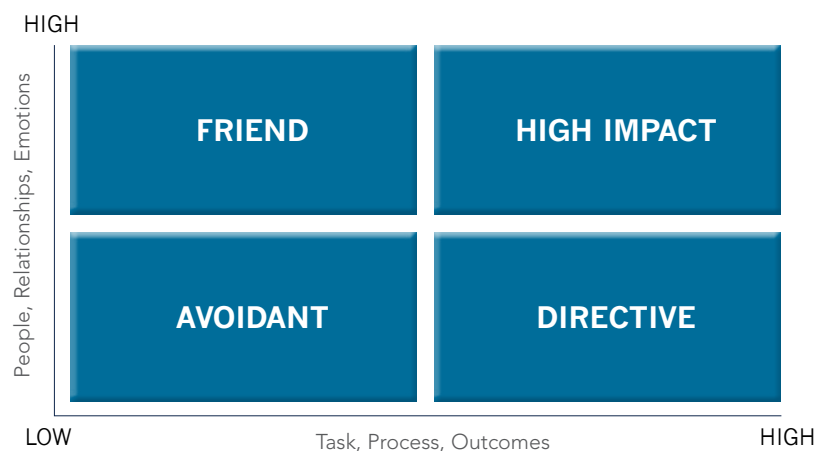 HIGH
People, Relationships, Emotions
FRIEND
HIGH IMPACT
AVOIDANT
DIRECTIVE
LOW
Task, Process, Outcomes
HIGH